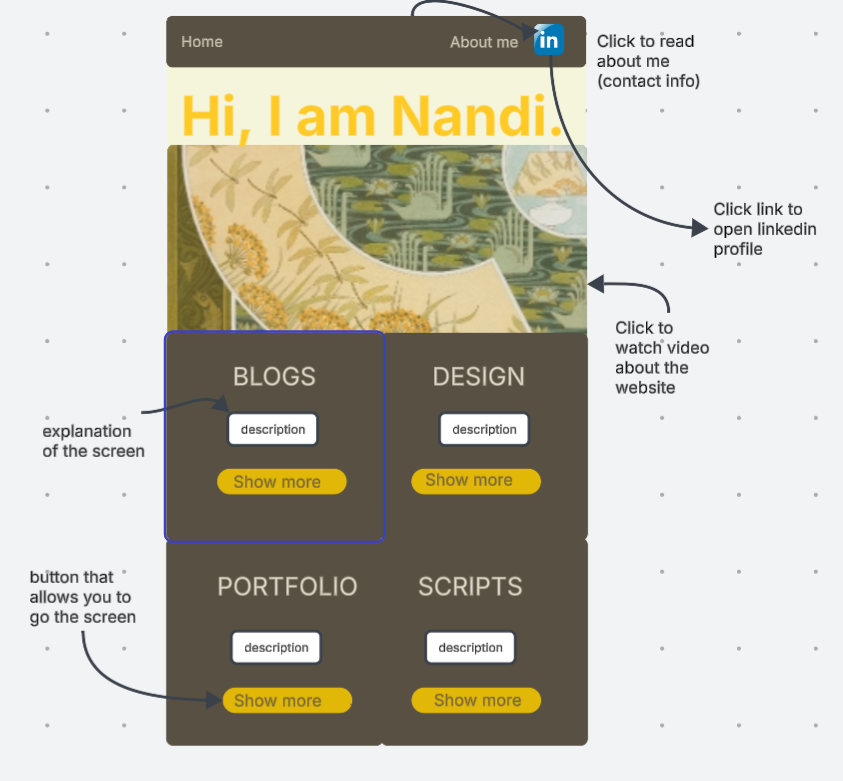 Home
About me
in
Click to read
about me
(contact info)
Hi, I am Nandi.
Click link to
open linkedin
profile
Click to
watch video
about the
website
BLOGS
DESIGN
description
description
explanation
of the screen
Show more
Show more
button that
allows you to
go the screen
PORTFOLIO
SCRIPTS
description
description
Show more
Show more